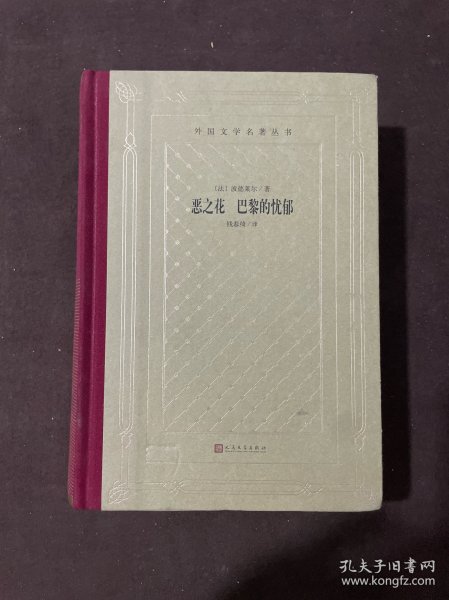 外国文学名著丛书
〔法〕波德莱尔/著
恶之花 巴黎的忧郁
钱春绮/译
人民文学出版社
孔夫子旧书网
www.kongfz.com